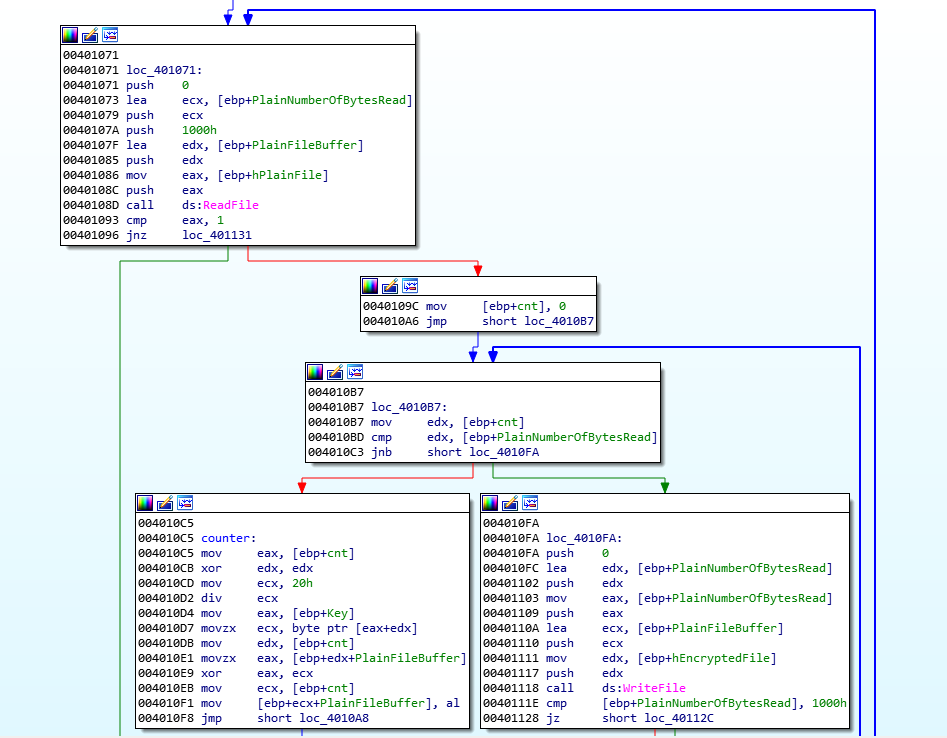 00401071
00401071 loc_401071:
00401071 push    0
00401073 lea     ecx, [ebp+PlainNumberOfBytesRead]
00401079 push    ecx
0040107A push    1000h
0040107F lea     edx, [ebp+PlainFileBuffer]
00401085 push    edx
00401086 mov     eax, [ebp+hPlainFile]
0040108C push    eax
0040108D call    ds:ReadFile
00401093 cmp     eax, 1
00401096 jnz     loc_401131
0040109C mov     [ebp+cnt], 0
004010A6 jmp     short loc_4010B7
004010B7
004010B7 loc_4010B7:
004010B7 mov     edx, [ebp+cnt]
004010BD cmp     edx, [ebp+PlainNumberOfBytesRead]
004010C3 jnb     short loc_4010FA
004010C5
004010C5 counter:
004010C5 mov     eax, [ebp+cnt]
004010CB xor     edx, edx
004010CD mov     ecx, 20h
004010D2 div     ecx
004010D4 mov     eax, [ebp+Key]
004010D7 movzx   ecx, byte ptr [eax+edx]
004010DB mov     edx, [ebp+cnt]
004010E1 movzx   eax, [ebp+edx+PlainFileBuffer]
004010E9 xor     eax, ecx
004010EB mov     ecx, [ebp+cnt]
004010F1 mov     [ebp+ecx+PlainFileBuffer], al
004010F8 jmp     short loc_4010A8
004010FA
004010FA loc_4010FA:
004010FA push    0
004010FC lea     edx, [ebp+PlainNumberOfBytesRead]
00401102 push    edx
00401103 mov     eax, [ebp+PlainNumberOfBytesRead]
00401109 push    eax
0040110A lea     ecx, [ebp+PlainFileBuffer]
00401110 push    ecx
00401111 mov     edx, [ebp+hEncryptedFile]
00401117 push    edx
00401118 call    ds:WriteFile
0040111E cmp     [ebp+PlainNumberOfBytesRead], 1000h
00401128 jz      short loc_40112C